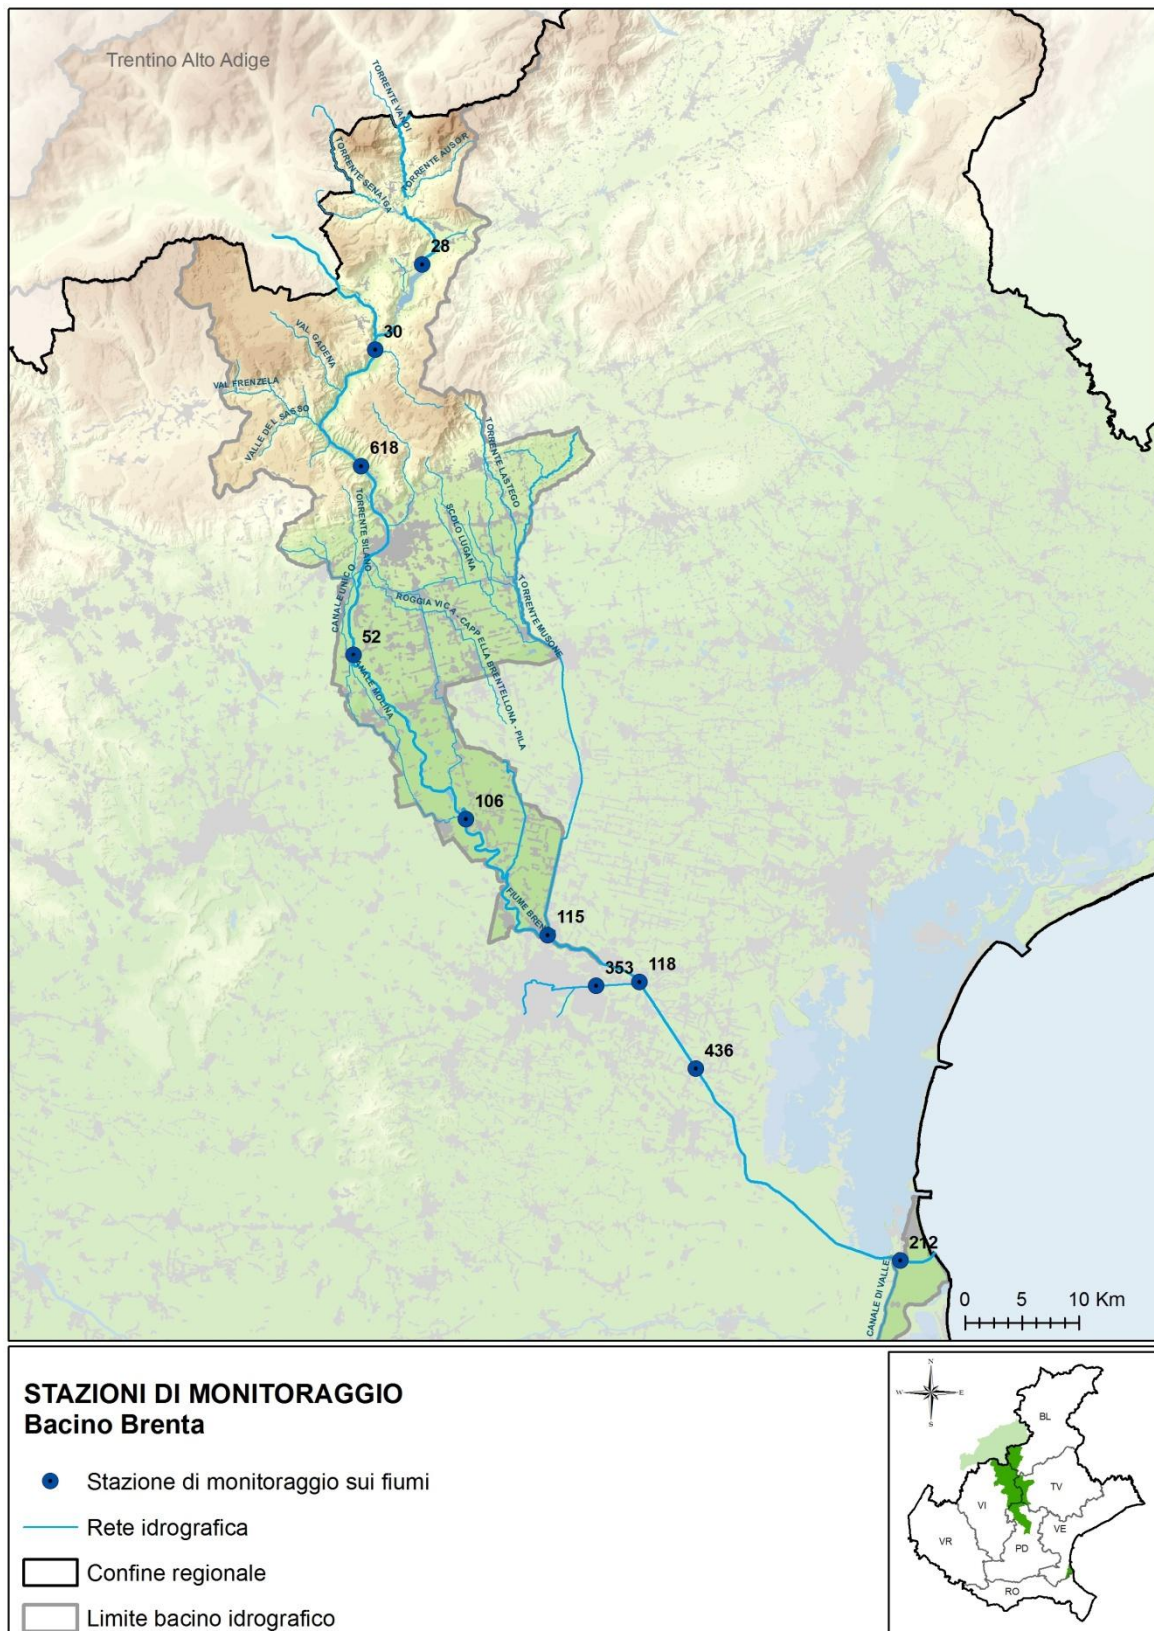 Trentino Alto Adige
TORRENTE VANOI
TORRENTE AUSOR
TORRENTE SENAIGA
28
30
VAL GADENA
VAL FRENZELA
VALLE DEL SASSO
618
TORRENTE LASTEGO
SCOLO LUGANA
TORRENTE SILANO
CANALE UNICO
ROGGIA VICA - CAPPELLA BRENTELLONA - PILA
TORRENTE MUSONE
52
CANALE MOLINA
106
FIUME BREN
115
353
118
436
212
CANALE DI VALLE
0 5 10 Km
STAZIONI DI MONITORAGGIO
Bacino Brenta
Stazione di monitoraggio sui fiumi
Rete idrografica
Confine regionale
Limite bacino idrografico
N
W E
S
BL
TV
VI
VE
VR
PD
RO